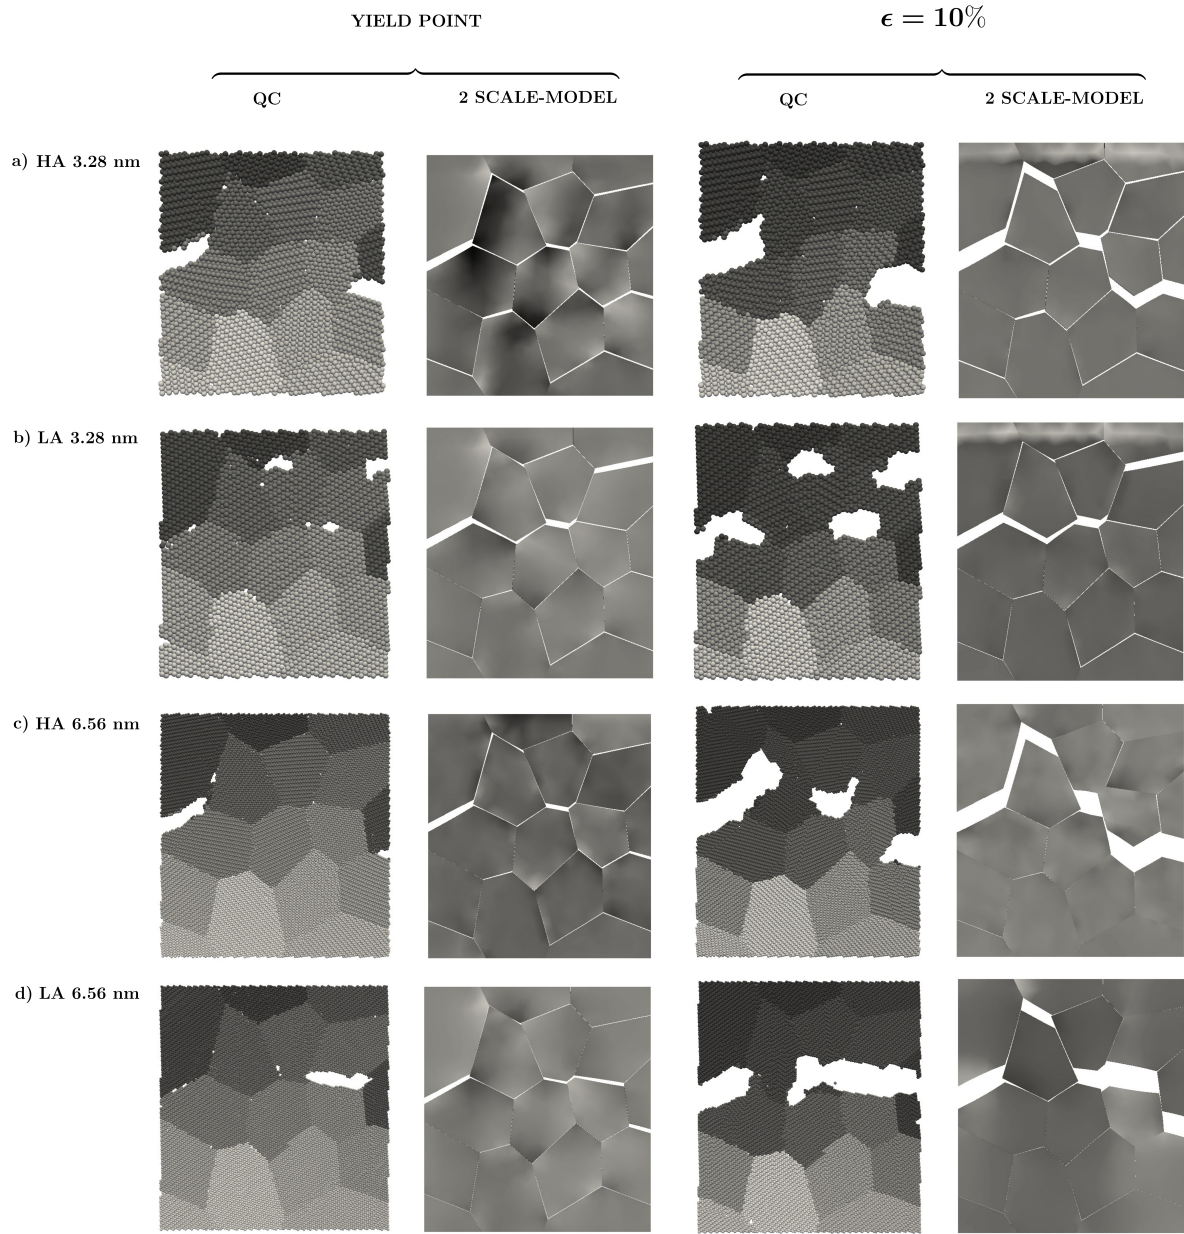 YIELD POINT
ϵ = 10%
QC
2 SCALE-MODEL
QC
2 SCALE-MODEL
a) HA 3.28 nm
b) LA 3.28 nm
c) HA 6.56 nm
d) LA 6.56 nm